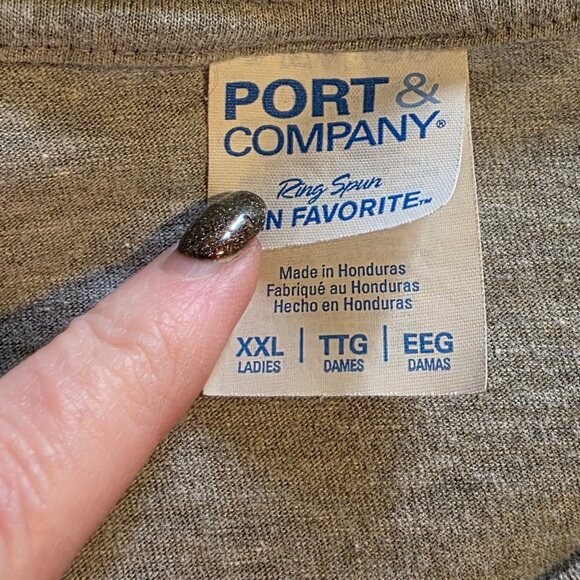 PORT &
COMPANY®
Ring Spun
N FAVORITE™
Made in Honduras
Fabriqué au Honduras
Hecho en Honduras
XXL | TTG | EEG
LADIES DAMES DAMAS